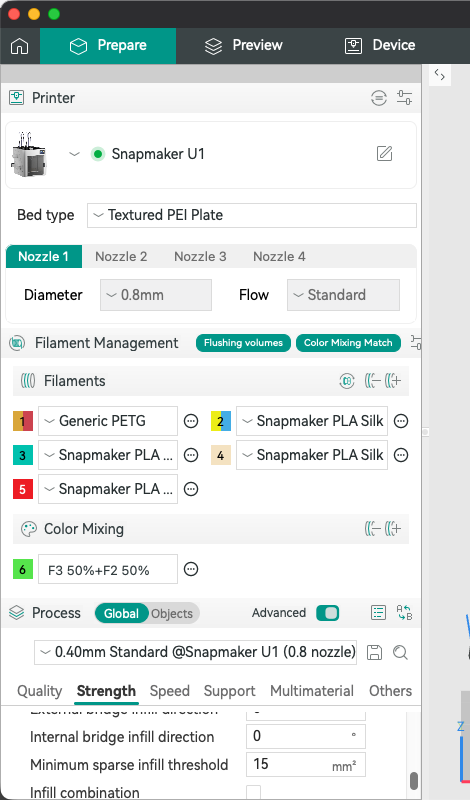 Prepare Preview Device
Printer
Snapmaker U1
Bed type Textured PEI Plate
Nozzle 1 Nozzle 2 Nozzle 3 Nozzle 4
Diameter 0.8mm Flow Standard
Filament Management Flushing volumes Color Mixing Match
Filaments
1 Generic PETG 2 Snapmaker PLA Silk
3 Snapmaker PLA ... 4 Snapmaker PLA Silk
5 Snapmaker PLA ...
Color Mixing
6 F3 50%+F2 50%
Process Global Objects Advanced
0.40mm Standard @Snapmaker U1 (0.8 nozzle)
Quality Strength Speed Support Multimaterial Others
External bridge infill direction
Internal bridge infill direction 0 °
Minimum sparse infill threshold 15 mm²
Infill combination
Z